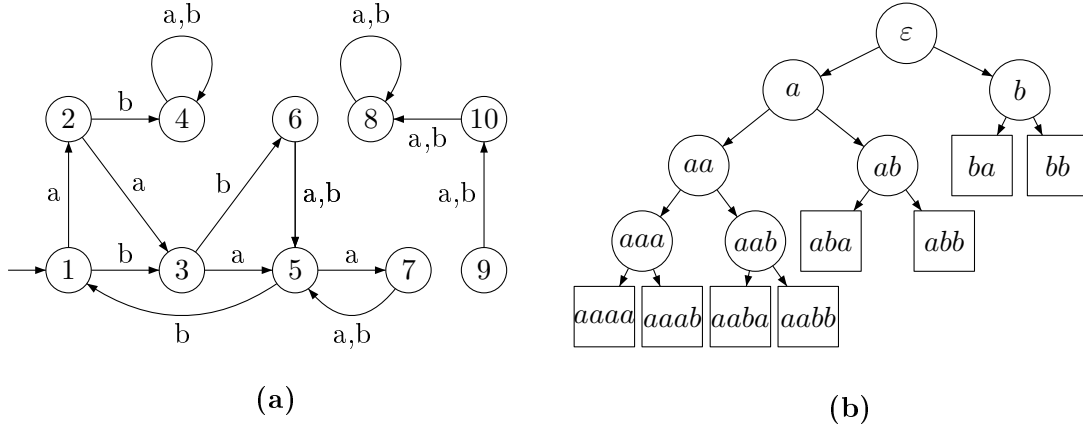 a,b a,b
2 b 4 6 8 a,b 10
a a b a,b a,b
1 b 3 a 5 a 7 9
b a,b
(a)
ε
a b
aa ab ba bb
aaa aab aba abb
aaaa aaab aaba aabb
(b)